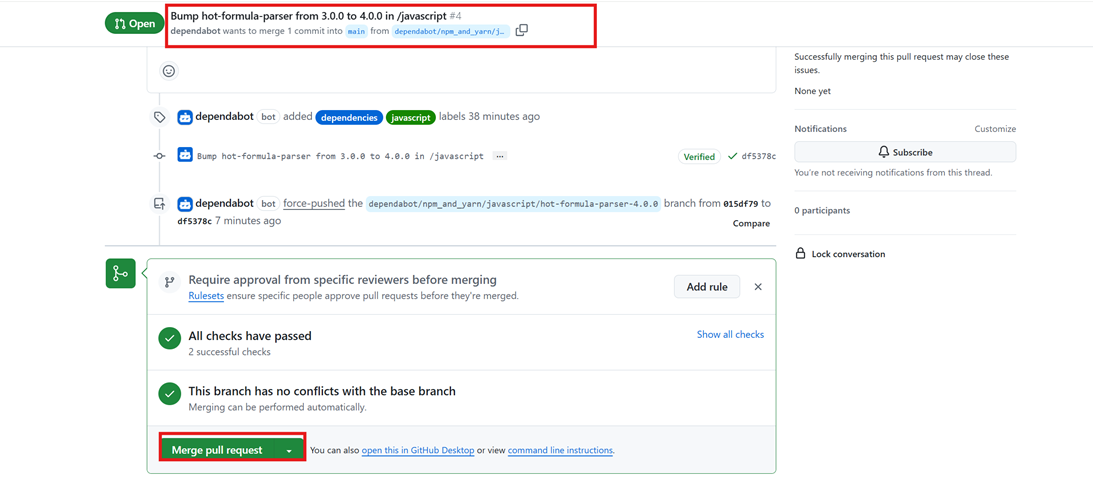 Open
Bump hot-formula-parser from 3.0.0 to 4.0.0 in /javascript #4
dependabot wants to merge 1 commit into main from dependabot/npm_and_yarn/j…
Successfully merging this pull request may close these
issues.
None yet
Notifications
Customize
Subscribe
You're not receiving notifications from this thread.
0 participants
Lock conversation
dependabot bot added dependencies javascript labels 38 minutes ago
Bump hot-formula-parser from 3.0.0 to 4.0.0 in /javascript ... Verified df5378c
dependabot bot force-pushed the dependabot/npm_and_yarn/javascript/hot-formula-parser-4.0.0 branch from 015df79 to
df5378c 7 minutes ago
Compare
Require approval from specific reviewers before merging
Rulesets ensure specific people approve pull requests before they're merged.
Add rule
All checks have passed
2 successful checks
Show all checks
This branch has no conflicts with the base branch
Merging can be performed automatically.
Merge pull request
You can also open this in GitHub Desktop or view command line instructions.